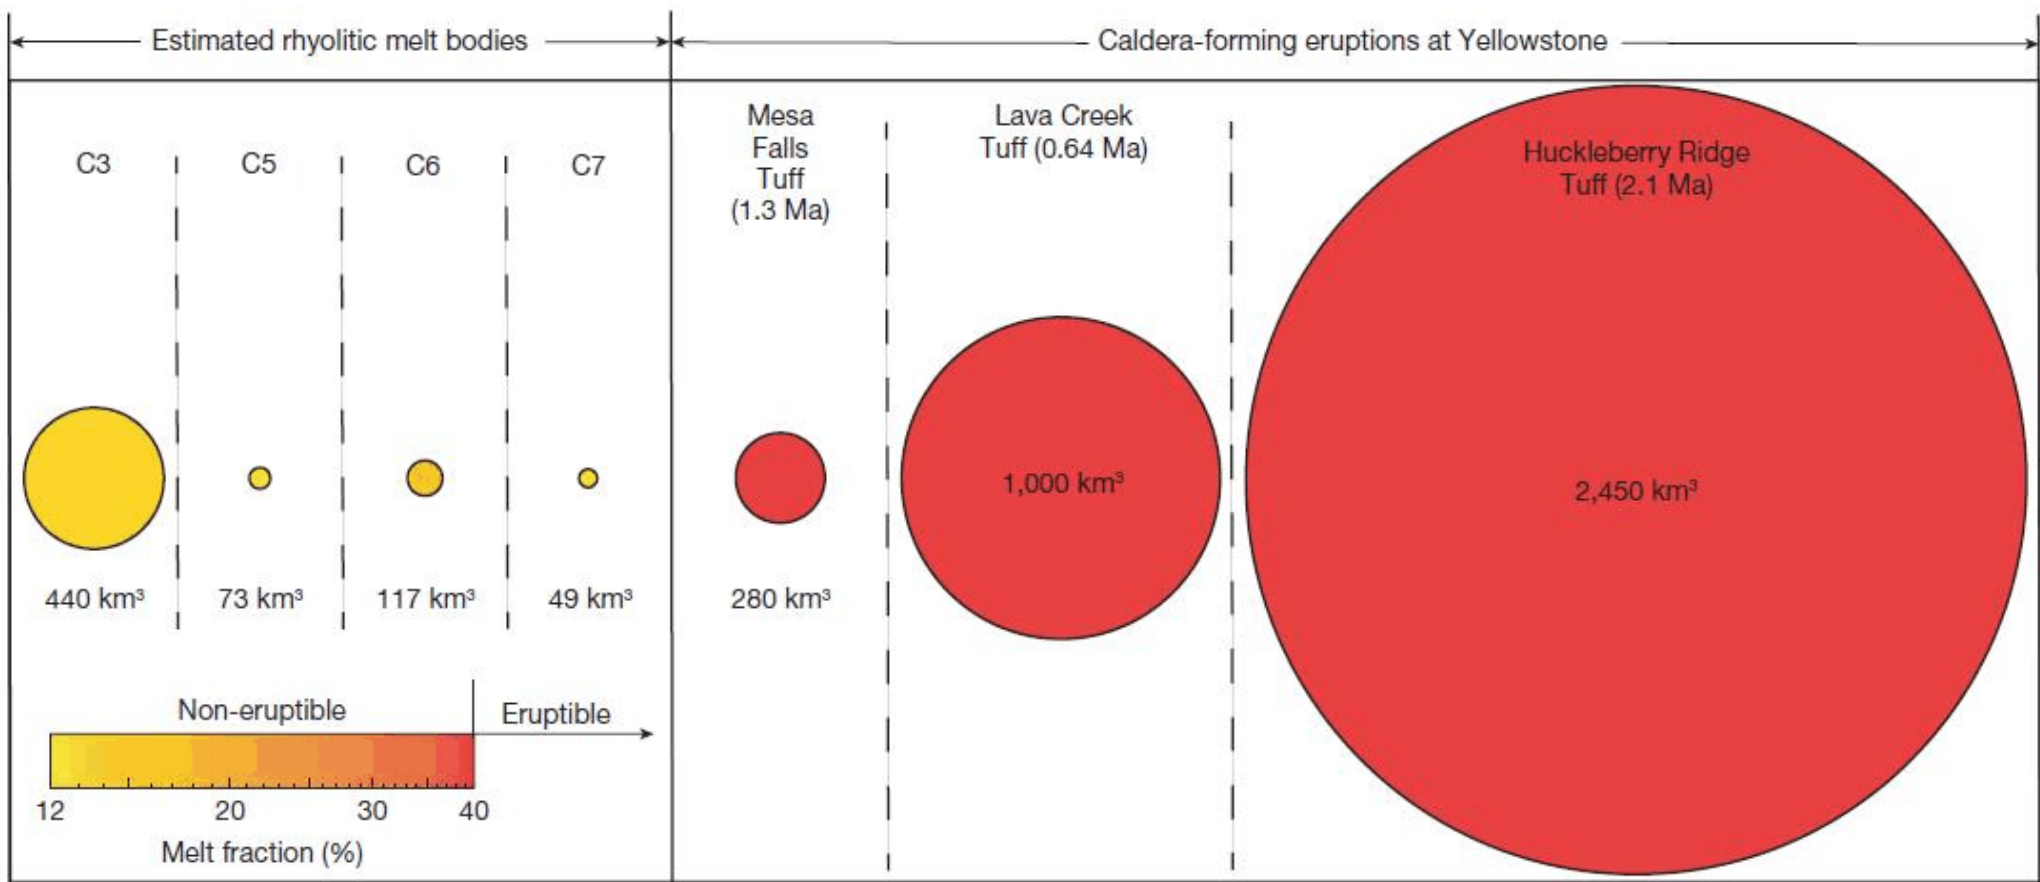 Estimated rhyolitic melt bodies
Caldera-forming eruptions at Yellowstone
C3
C5
C6
C7
Mesa
Falls
Tuff
(1.3 Ma)
Lava Creek
Tuff (0.64 Ma)
Huckleberry Ridge
Tuff (2.1 Ma)
1,000 km³
2,450 km³
440 km³
73 km³
117 km³
49 km³
280 km³
Non-eruptible
Eruptible
12
20
30
40
Melt fraction (%)